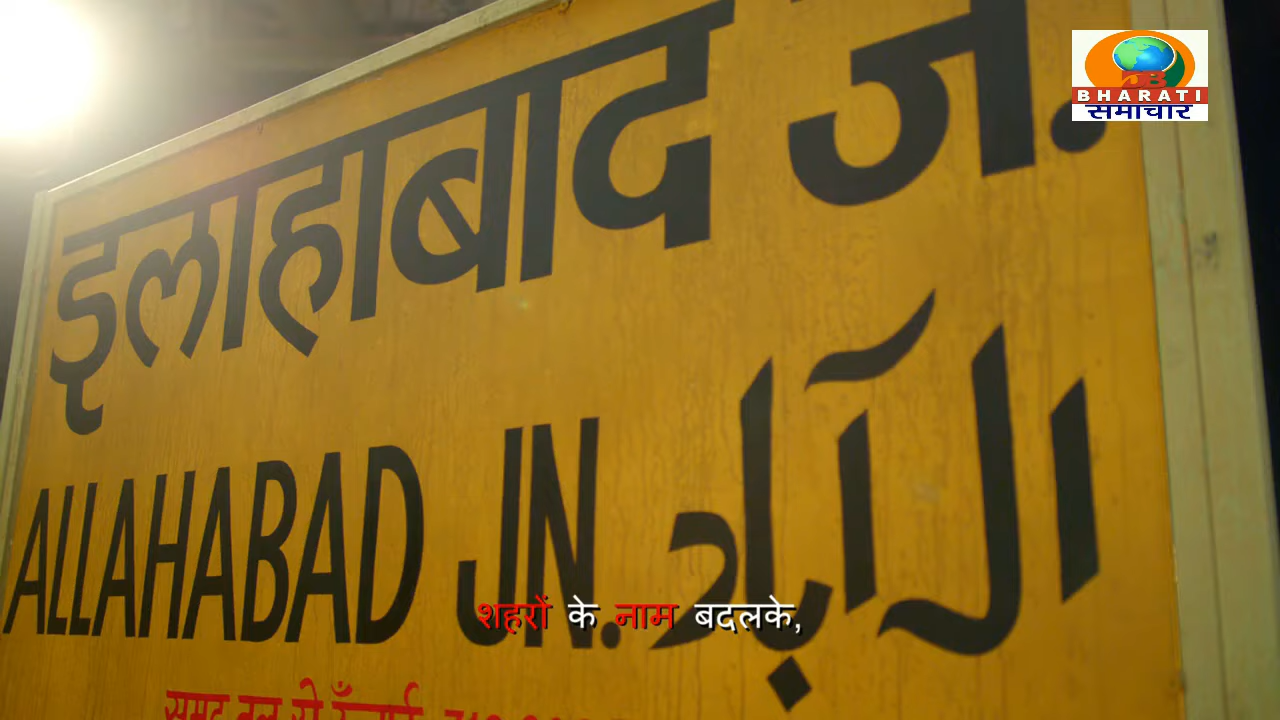 इलाहाबाद ज.
BHARATI
समाचार
ALLAHABAD JN.
الہ آباد
शहरों के नाम बदलके,